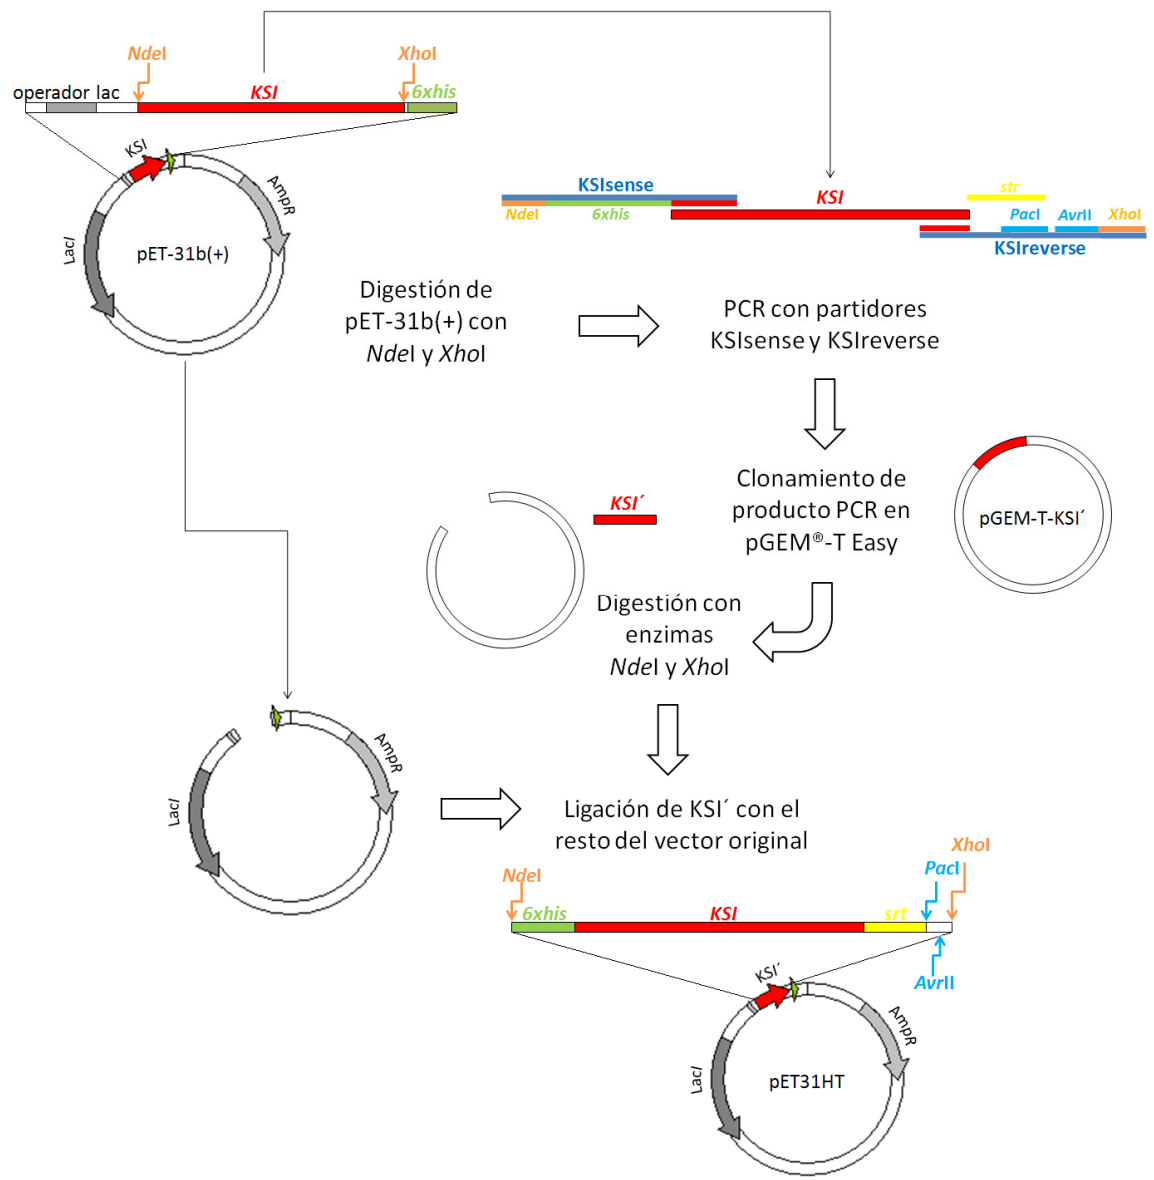 NdeI
XhoI
operador lac
KSI
6xhis
KSI
AmpR
LacI
pET-31b(+)
KSIsense
NdeI
6xhis
KSI
str
PacI
AvrII
XhoI
KSIreverse
Digestión de
pET-31b(+) con
NdeI y XhoI
PCR con partidores
KSIsense y KSIreverse
Clonamiento de
producto PCR en
pGEM®-T Easy
pGEM-T-KSI´
KSI´
Digestión con
enzimas
NdeI y XhoI
AmpR
LacI
Ligación de KSI´ con el
resto del vector original
NdeI
6xhis
KSI
srt
PacI
XhoI
AvrII
KSI´
AmpR
LacI
pET31HT